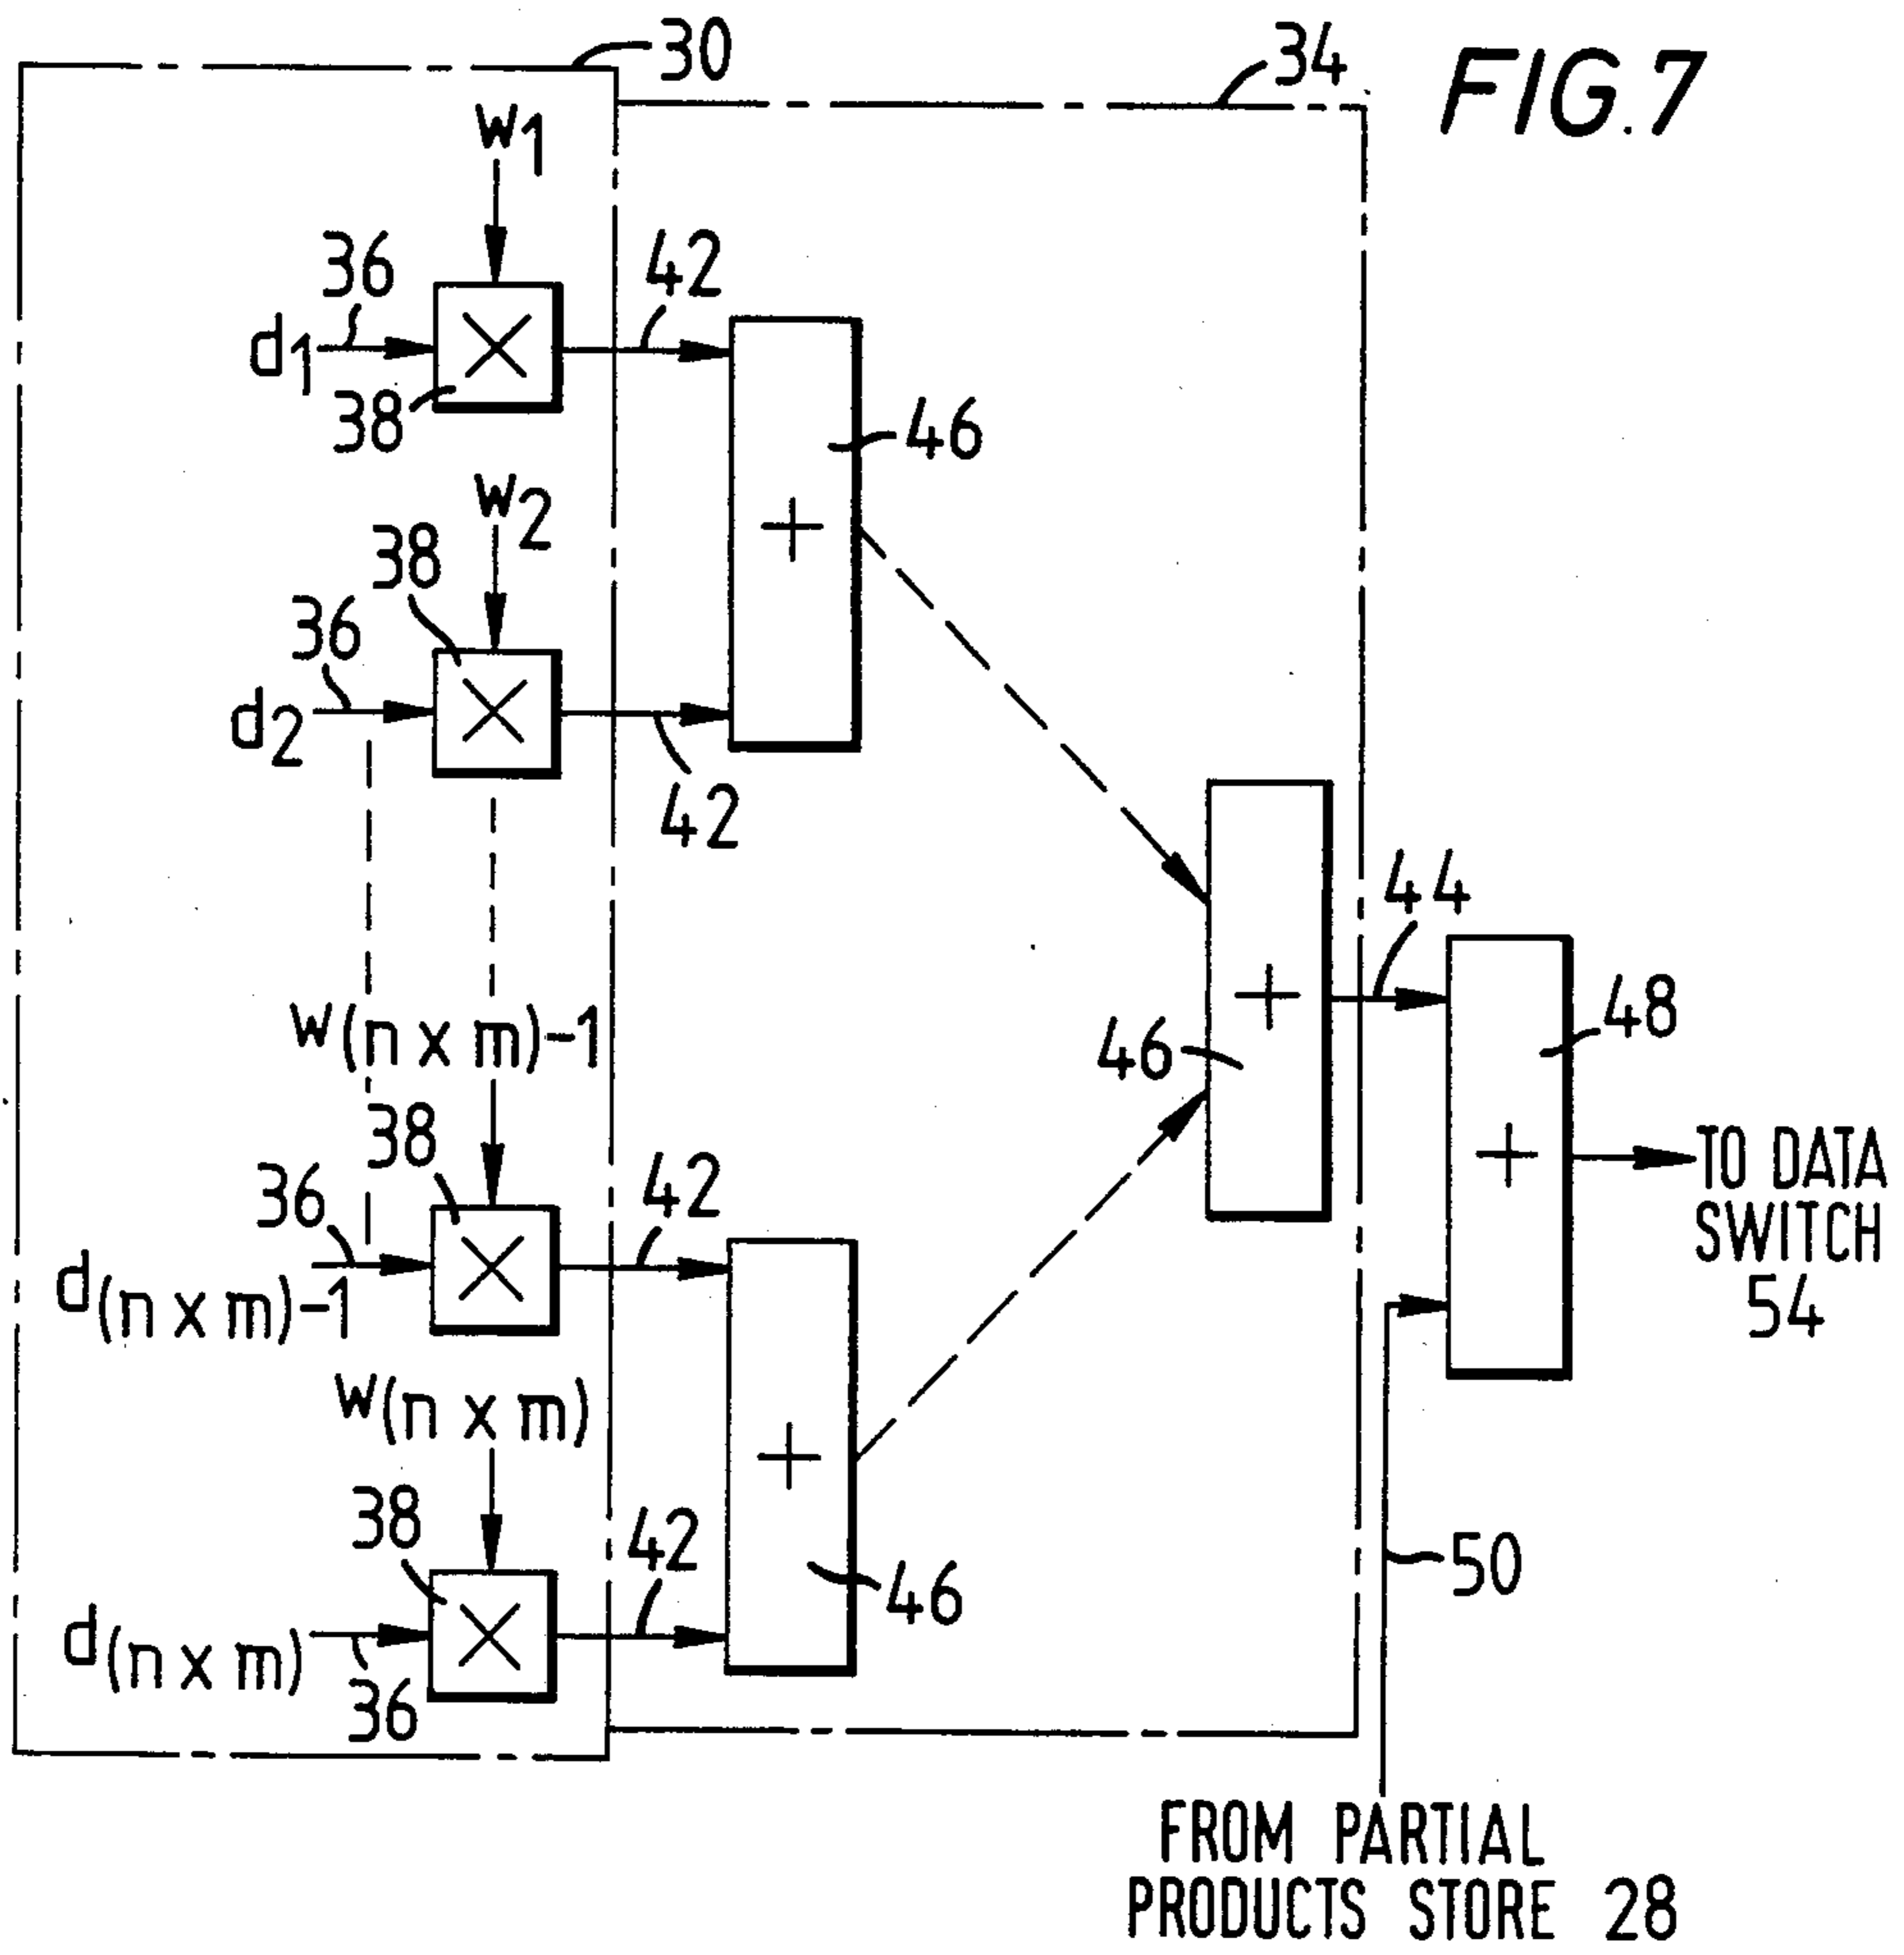 30
34
FIG.7
w1
36
42
d1
38
46
w2
38
36
d2
42
44
48
w(n x m)-1
46
38
36
42
d(n x m)-1
TO DATA
SWITCH
54
w(n x m)
38
42
46
50
d(n x m)
36
FROM PARTIAL
PRODUCTS STORE 28